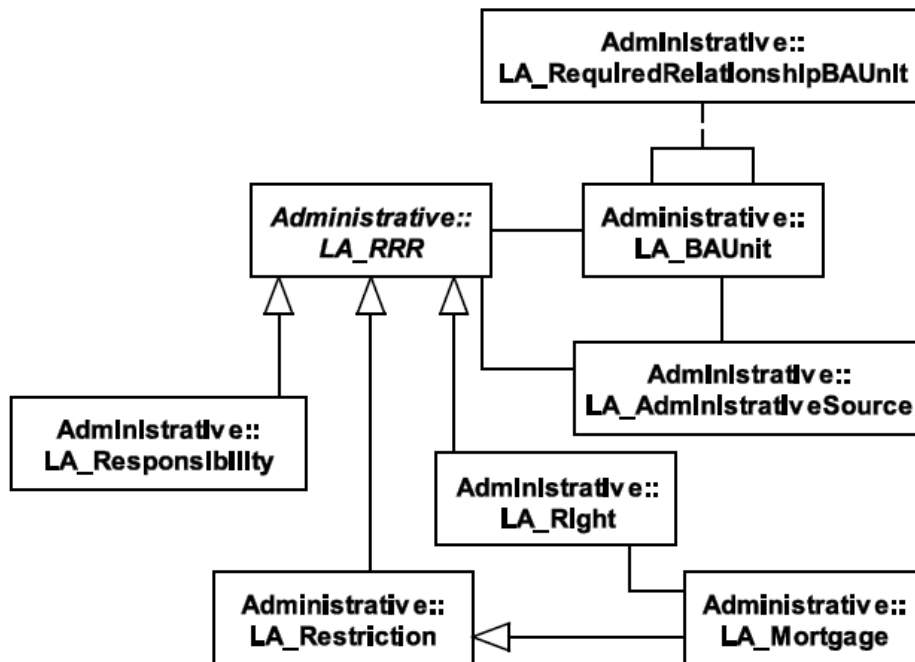 Administrative::
LA_RequiredRelationshipBAUnit
Administrative::
LA_RRR
Administrative::
LA_BAUnit
Administrative::
LA_AdministrativeSource
Administrative::
LA_Responsibility
Administrative::
LA_Right
Administrative::
LA_Restriction
Administrative::
LA_Mortgage